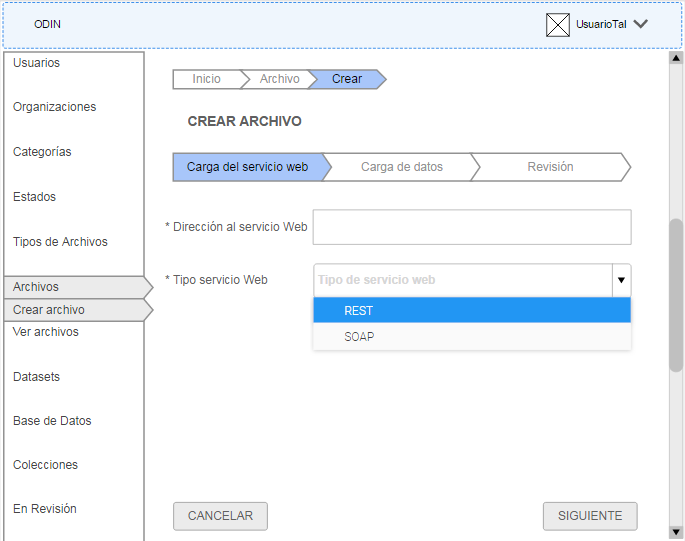 ODIN
UsuarioTal
Usuarios
Organizaciones
Categorías
Estados
Tipos de Archivos
Archivos
Crear archivo
Ver archivos
Datasets
Base de Datos
Colecciones
En Revisión
Inicio
Archivo
Crear
CREAR ARCHIVO
Carga del servicio web
Carga de datos
Revisión
* Dirección al servicio Web
* Tipo servicio Web
Tipo de servicio web
REST
SOAP
CANCELAR
SIGUIENTE